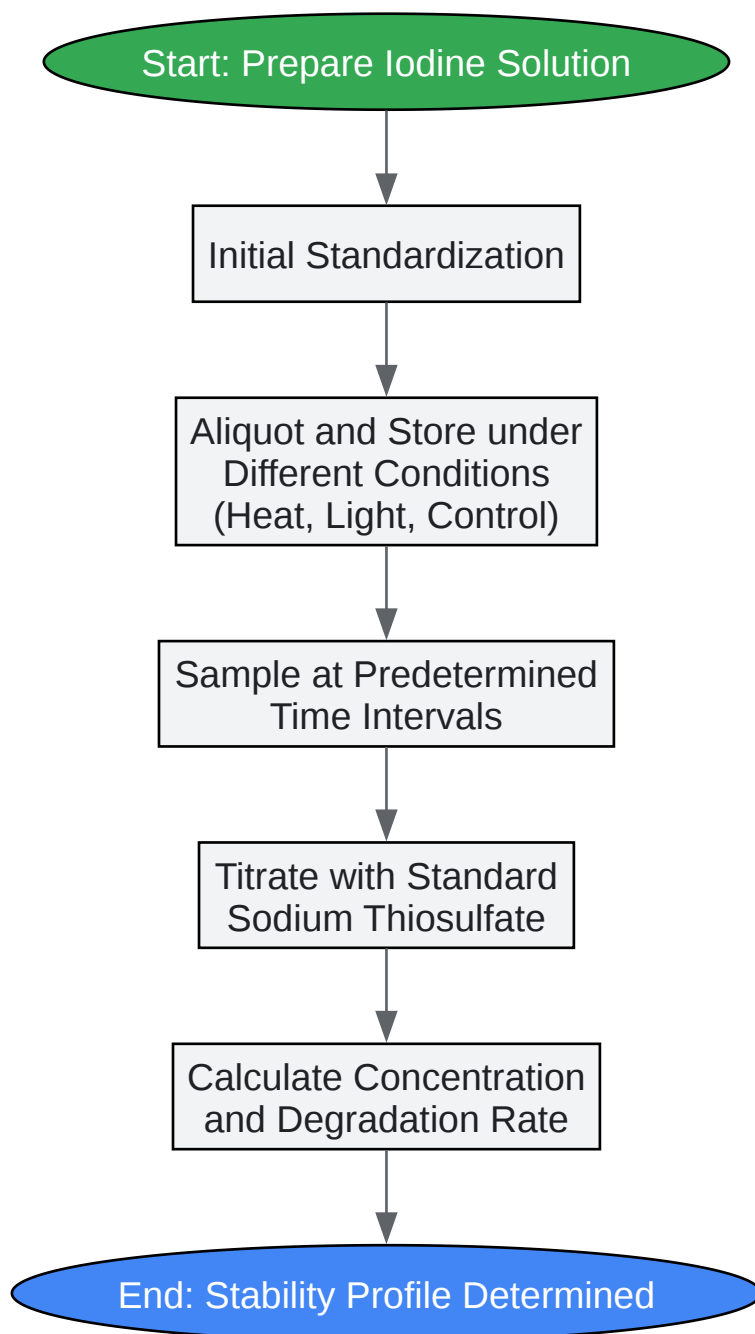 Start: Prepare Iodine Solution
Initial Standardization
Aliquot and Store under
Different Conditions
(Heat, Light, Control)
Sample at Predetermined
Time Intervals
Titrate with Standard
Sodium Thiosulfate
Calculate Concentration
and Degradation Rate
End: Stability Profile Determined